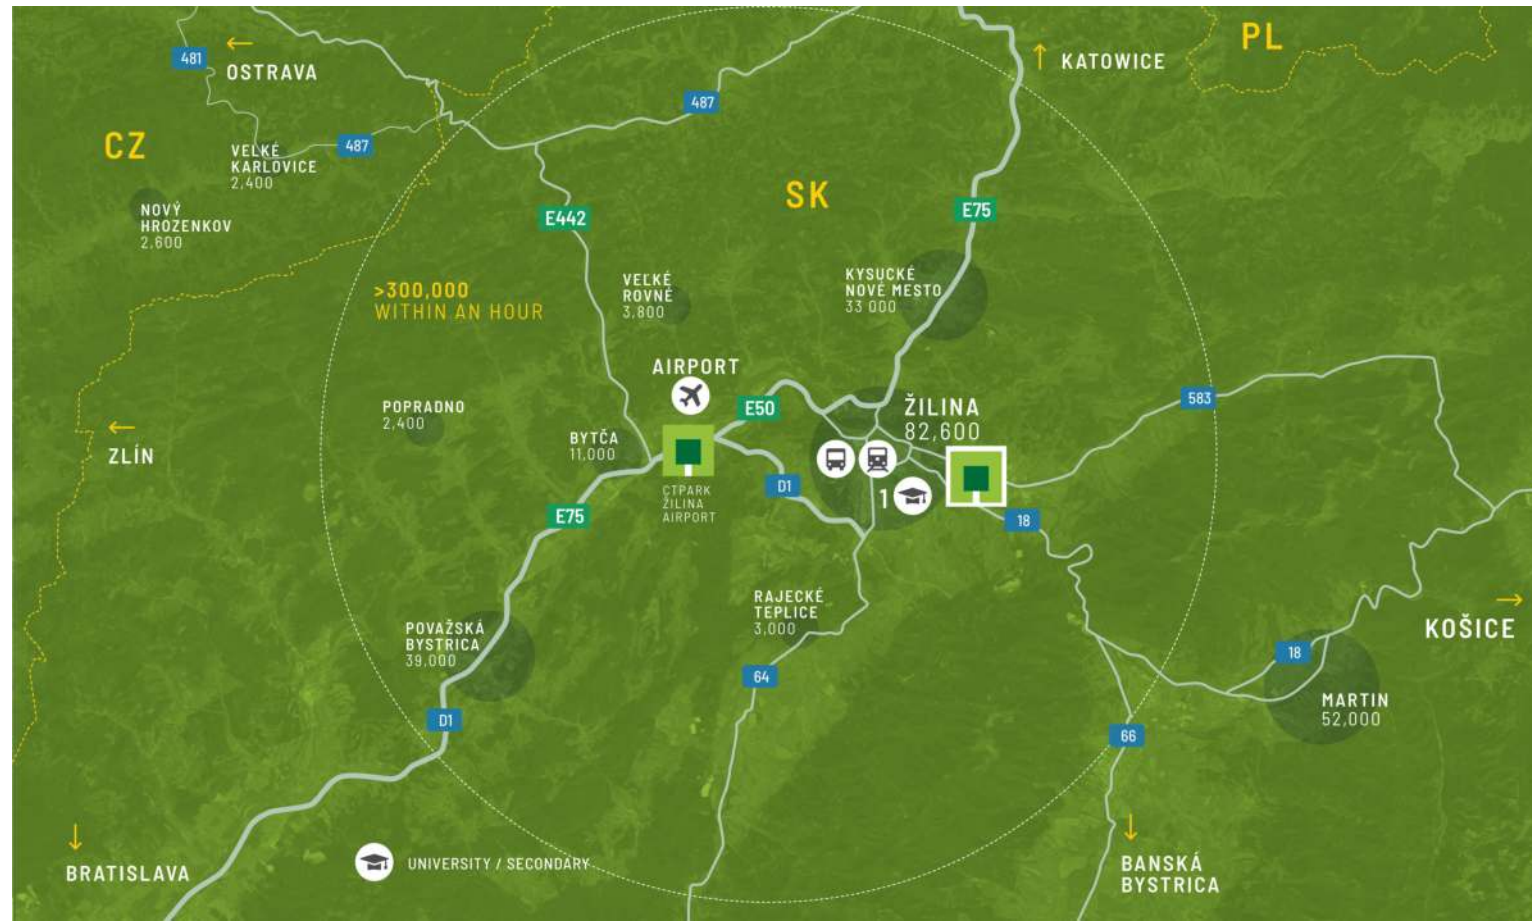 PL
481
OSTRAVA
KATOWICE
487
CZ
VELKÉ
KARLOVICE
2,400
487
SK
NOVÝ
HROZENKOV
2,600
E442
E75
>300,000
WITHIN AN HOUR
VEĽKÉ
ROVNÉ
3,800
KYSUCKÉ
NOVÉ MESTO
33 000
AIRPORT
E50
583
POPRADNO
2,400
ŽILINA
82,600
ZLÍN
BYTČA
11,000
CTPARK
ŽILINA
AIRPORT
D1
1
E75
18
RAJECKÉ
TEPLICE
3,000
POVAŽSKÁ
BYSTRICA
39,000
KOŠICE
18
64
MARTIN
52,000
D1
66
BRATISLAVA
UNIVERSITY / SECONDARY
BANSKÁ
BYSTRICA